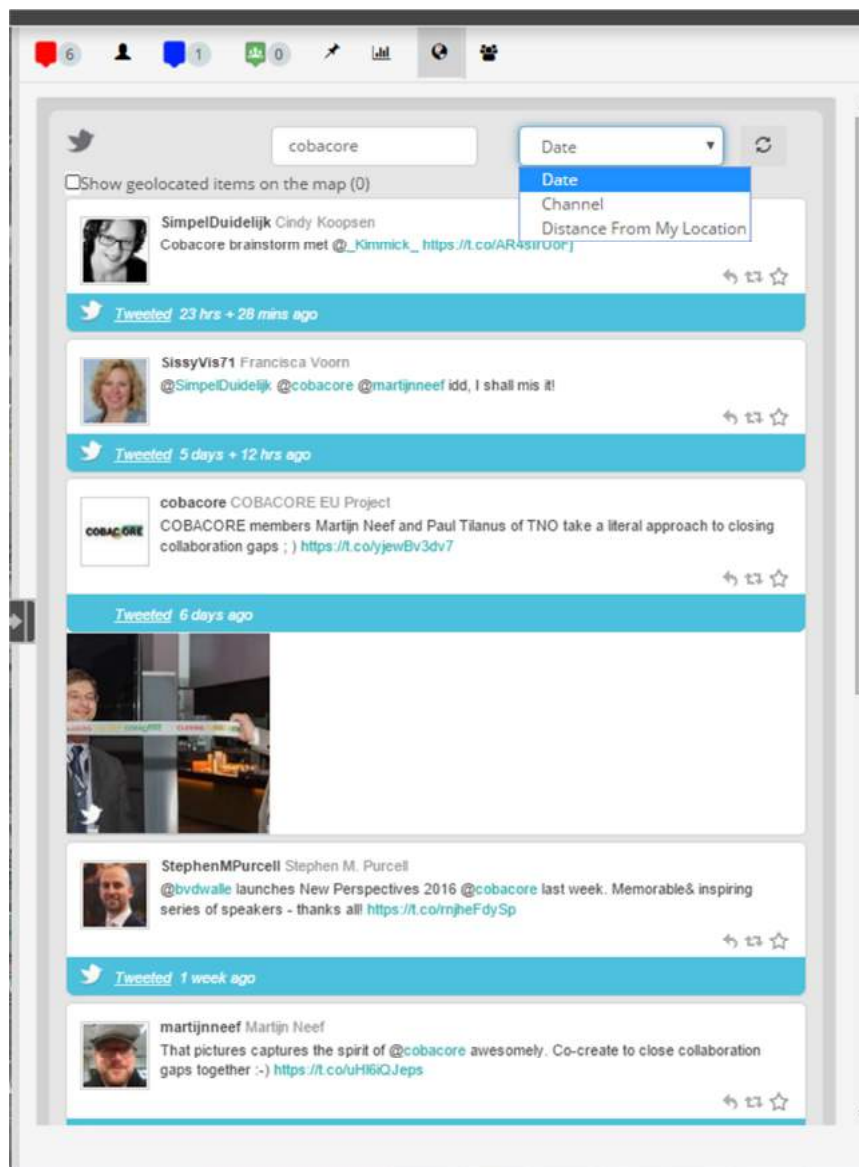 6
1
0
cobacore
Date
Show geolocated items on the map (0)
Date
Channel
Distance From My Location
SimpelDuidelijk Cindy Koopsen
Cobacore brainstorm met @_Kimmick_ https://t.co/
Tweeted 23 hrs + 28 mins ago
SissyVis71 Francisca Voorn
@SimpelDuidelijk @cobacore @martijnneef idd, I shall mis it!
Tweeted 5 days + 12 hrs ago
COBACORE
cobacore COBACORE EU Project
COBACORE members Martijn Neef and Paul Tilanus of TNO take a literal approach to closing
collaboration gaps ; ) https://t.co/yjewBv3dv7
Tweeted 6 days ago
StephenMPurcell Stephen M. Purcell
@bvdwalle launches New Perspectives 2016 @cobacore last week. Memorable& inspiring
series of speakers - thanks all! https://t.co/rnjheFdySp
Tweeted 1 week ago
martijnneef Martijn Neef
That pictures captures the spirit of @cobacore awesomely. Co-create to close collaboration
gaps together :-) https://t.co/uHl6iQJeps